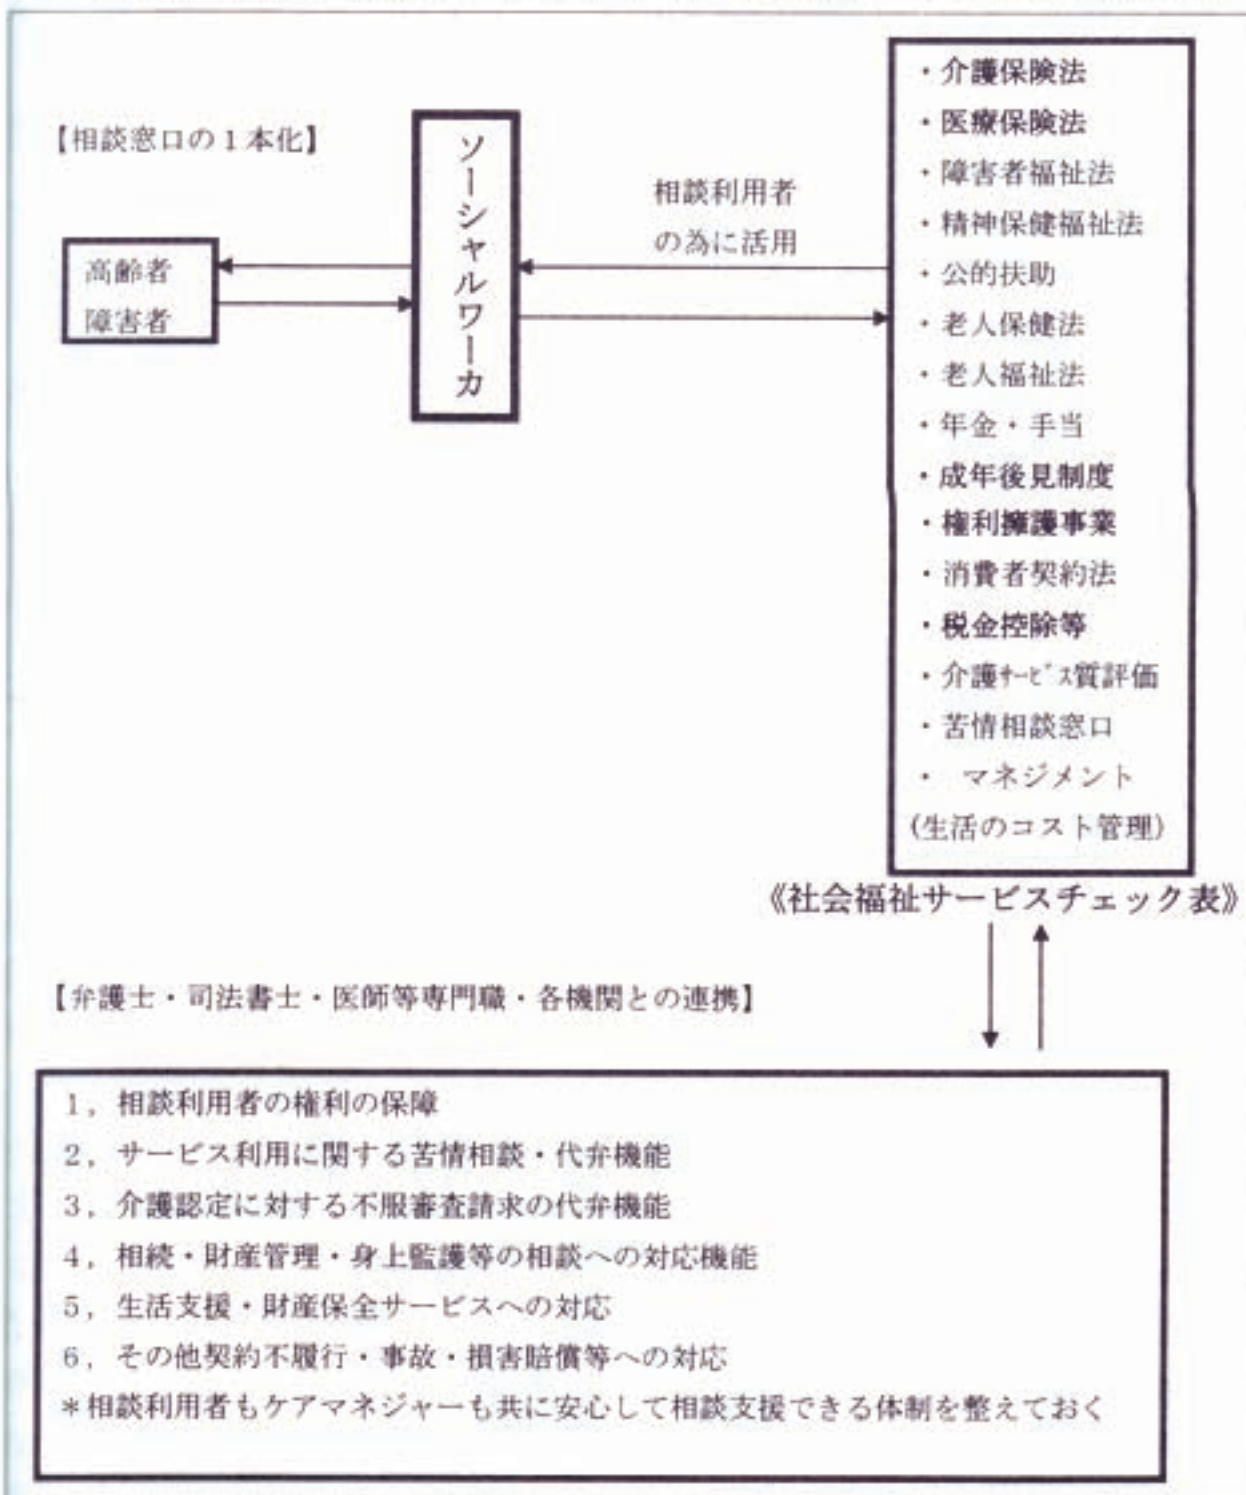 【相談窓口の1本化】
高齢者
障害者
ソーシャルワーカ
相談利用者
の為に活用
・介護保険法
・医療保険法
・障害者福祉法
・精神保健福祉法
・公的扶助
・老人保健法
・老人福祉法
・年金・手当
・成年後見制度
・権利擁護事業
・消費者契約法
・税金控除等
・介護ｻｰﾋﾞｽ質評価
・苦情相談窓口
・ マネジメント
(生活のコスト管理)
《社会福祉サービスチェック表》
【弁護士・司法書士・医師等専門職・各機関との連携】
1，相談利用者の権利の保障
2，サービス利用に関する苦情相談・代弁機能
3，介護認定に対する不服審査請求の代弁機能
4，相続・財産管理・身上監護等の相談への対応機能
5，生活支援・財産保全サービスへの対応
6，その他契約不履行・事故・損害賠償等への対応
＊相談利用者もケアマネジャーも共に安心して相談支援できる体制を整えておく